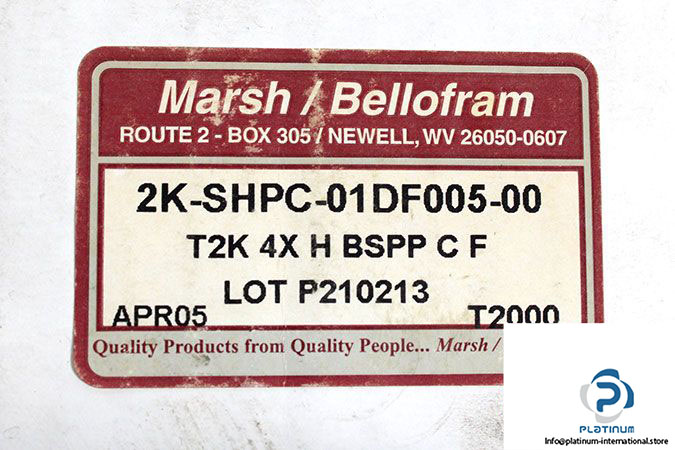 Marsh / Bellofram
ROUTE 2 - BOX 305 / NEWELL, WV 26050-0607
2K-SHPC-01DF005-00
T2K 4X H BSPP C F
LOT P210213
APR05 T2000
Quality Products from Quality People... Marsh /
PLATINUM
Info@platinum-international.store